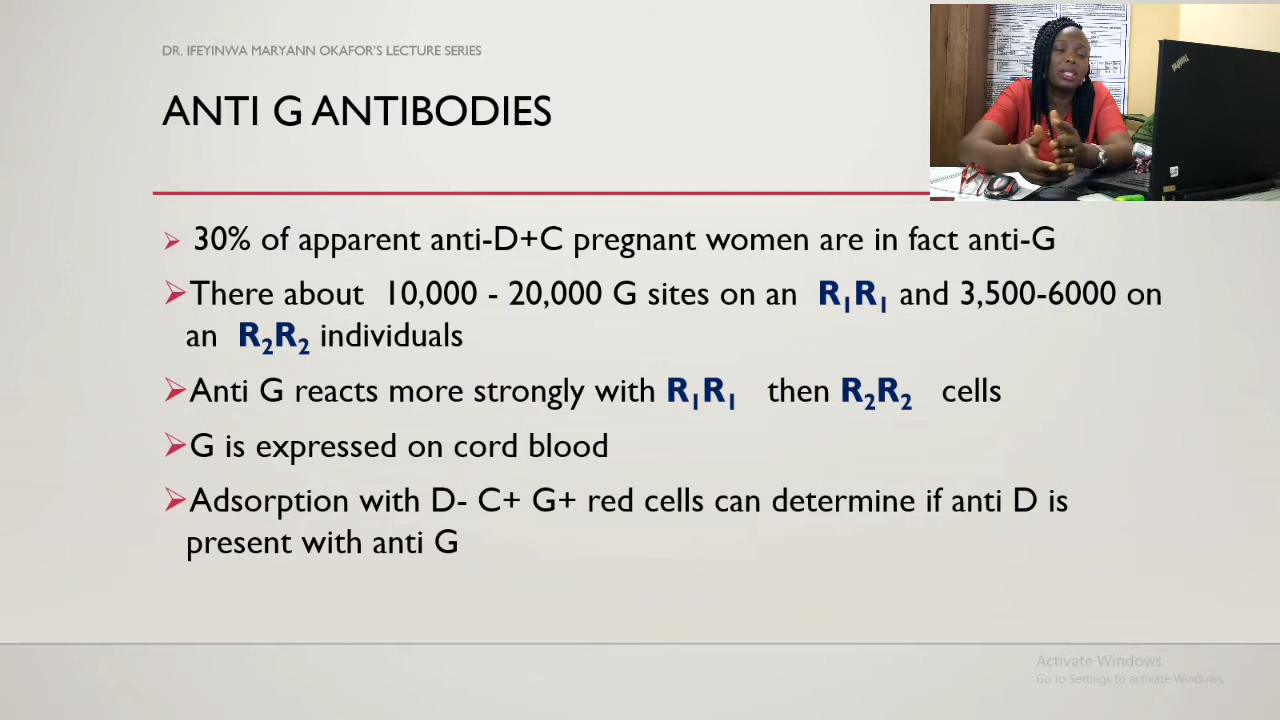 DR. IFEYINWA MARYANN OKAFOR'S LECTURE SERIES
ANTI G ANTIBODIES
➢ 30% of apparent anti-D+C pregnant women are in fact anti-G
➢There about 10,000 - 20,000 G sites on an R₁R₁ and 3,500-6000 on
an R₂R₂ individuals
➢Anti G reacts more strongly with R₁R₁ then R₂R₂ cells
➢G is expressed on cord blood
➢Adsorption with D- C+ G+ red cells can determine if anti D is
present with anti G
Activate Windows
Go to Settings to activate Windows.